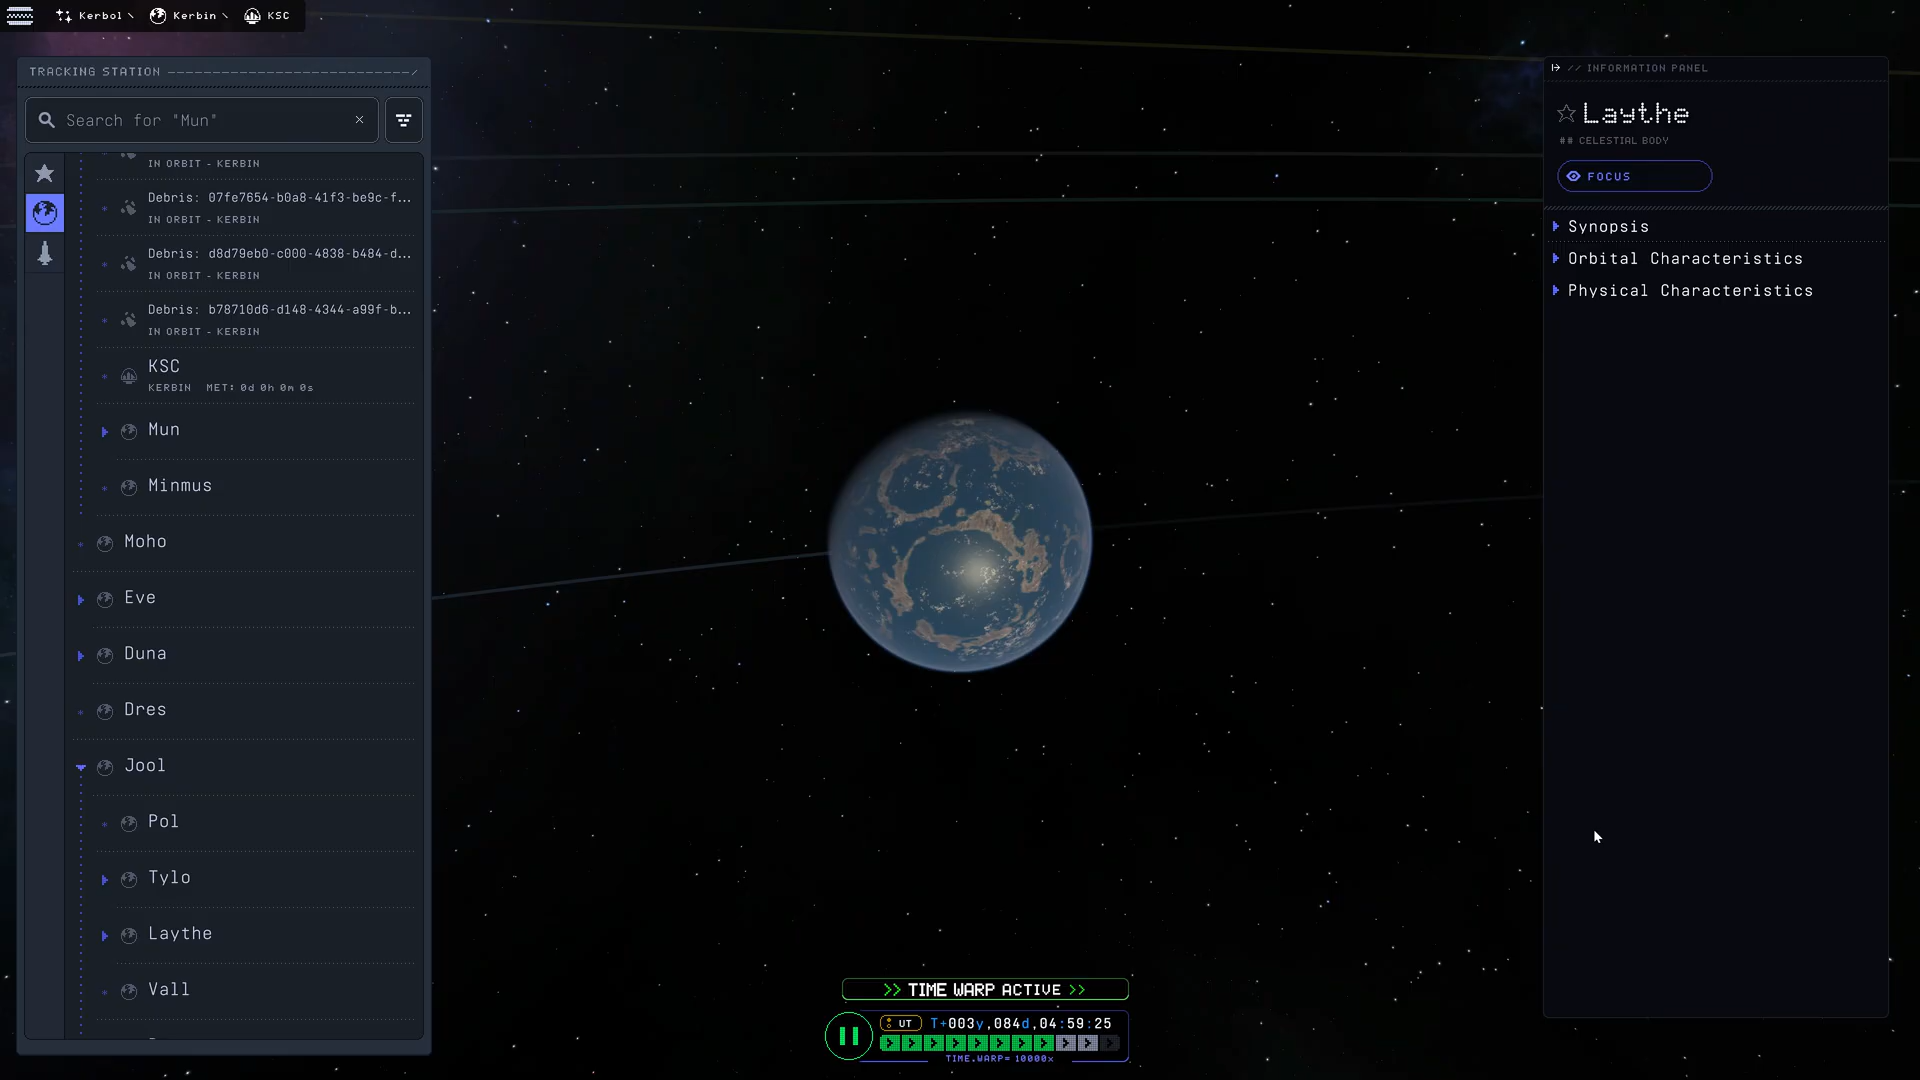 Kerbol \ Kerbin \ KSC
TRACKING STATION
Search for "Mun"
IN ORBIT - KERBIN
Debris: 07fe7654-b0a8-41f3-be9c-f...
IN ORBIT - KERBIN
Debris: d8d79eb0-c000-4838-b484-d...
IN ORBIT - KERBIN
Debris: b78710d6-d148-4344-a99f-b...
IN ORBIT - KERBIN
KSC
KERBIN MET: 0d 0h 0m 0s
Mun
Minmus
Moho
Eve
Duna
Dres
Jool
Pol
Tylo
Laythe
Vall
// INFORMATION PANEL
Laythe
## CELESTIAL BODY
FOCUS
Synopsis
Orbital Characteristics
Physical Characteristics
>> TIME WARP ACTIVE >>
UT T+003y,084d,04:59:25
TIME.WARP= 10000x